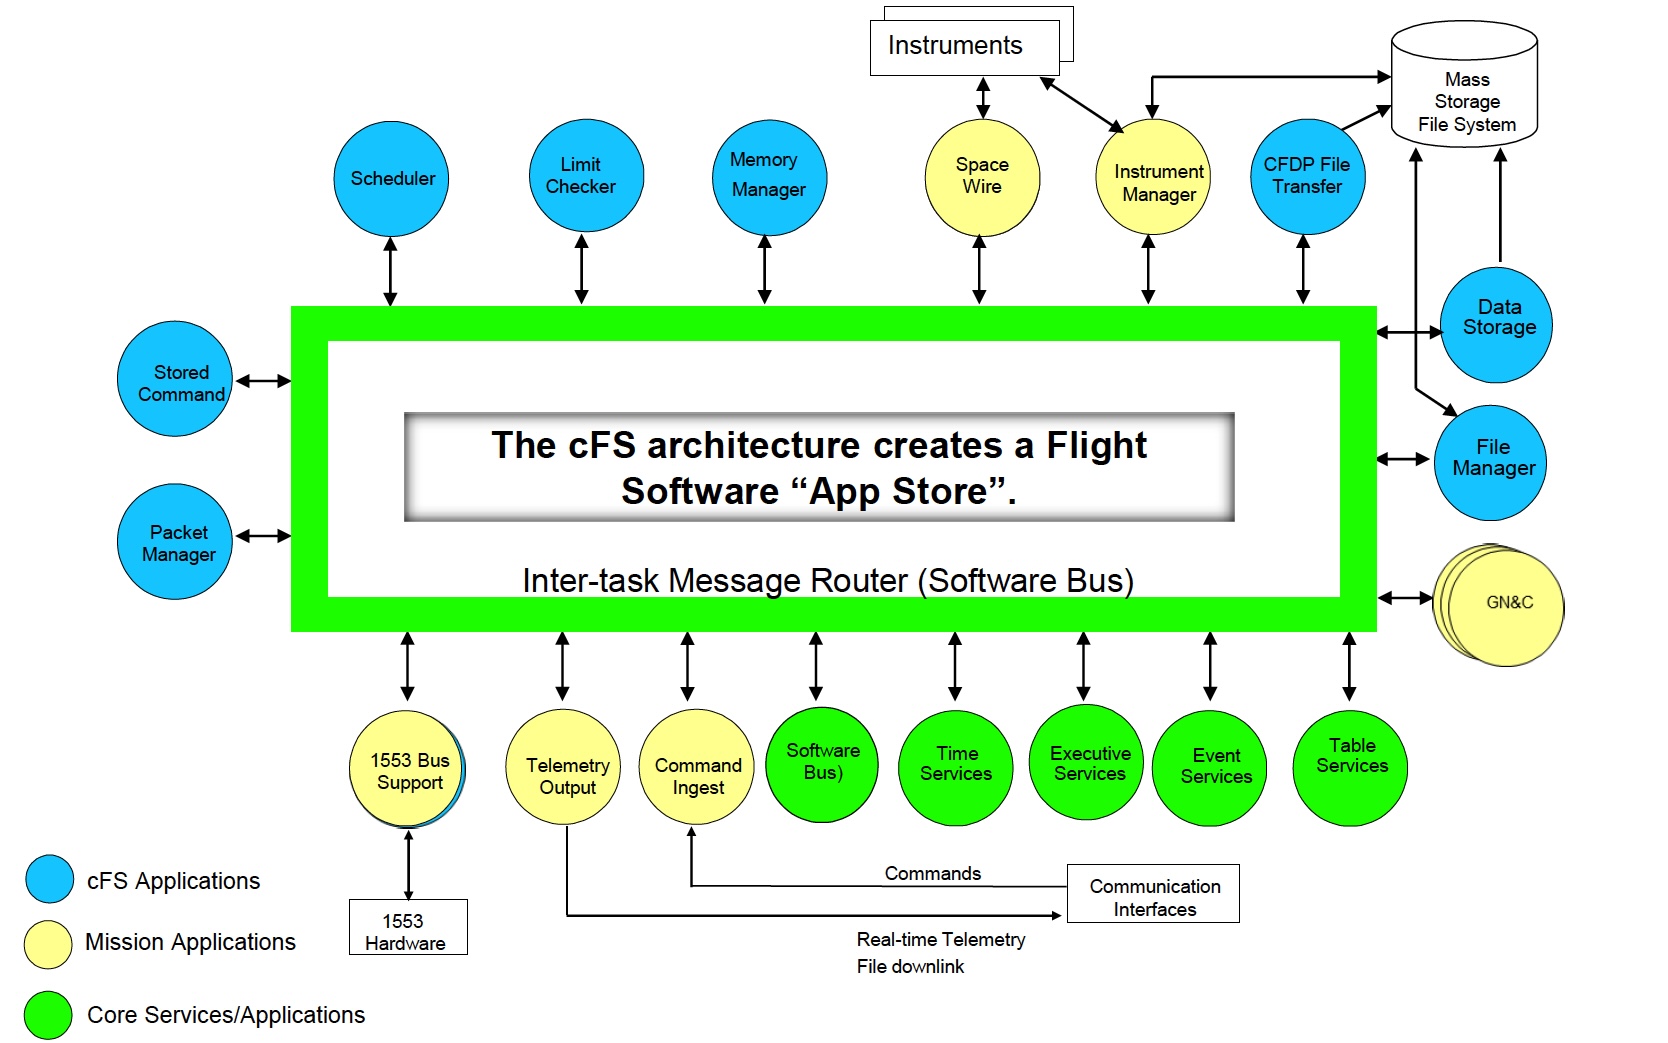 Instruments
Mass
Storage
File System
Scheduler
Limit
Checker
Memory
Manager
Space
Wire
Instrument
Manager
CFDP File
Transfer
Data
Storage
Stored
Command
The cFS architecture creates a Flight
Software “App Store”.
File
Manager
Packet
Manager
Inter-task Message Router (Software Bus)
GN&C
1553 Bus
Support
Telemetry
Output
Command
Ingest
Software
Bus)
Time
Services
Executive
Services
Event
Services
Table
Services
cFS Applications
Commands
Communication
Interfaces
1553
Hardware
Mission Applications
Real-time Telemetry
File downlink
Core Services/Applications